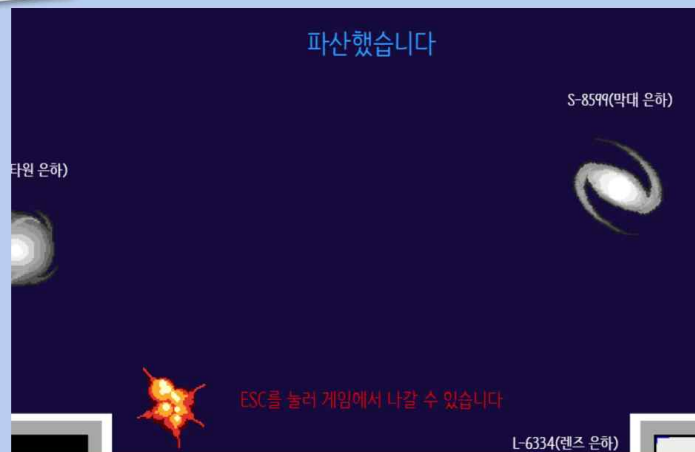 파산했습니다
S-8599(막대 은하)
타원 은하)
ESC를 눌러 게임에서 나갈 수 있습니다
L-6334(렌즈 은하)